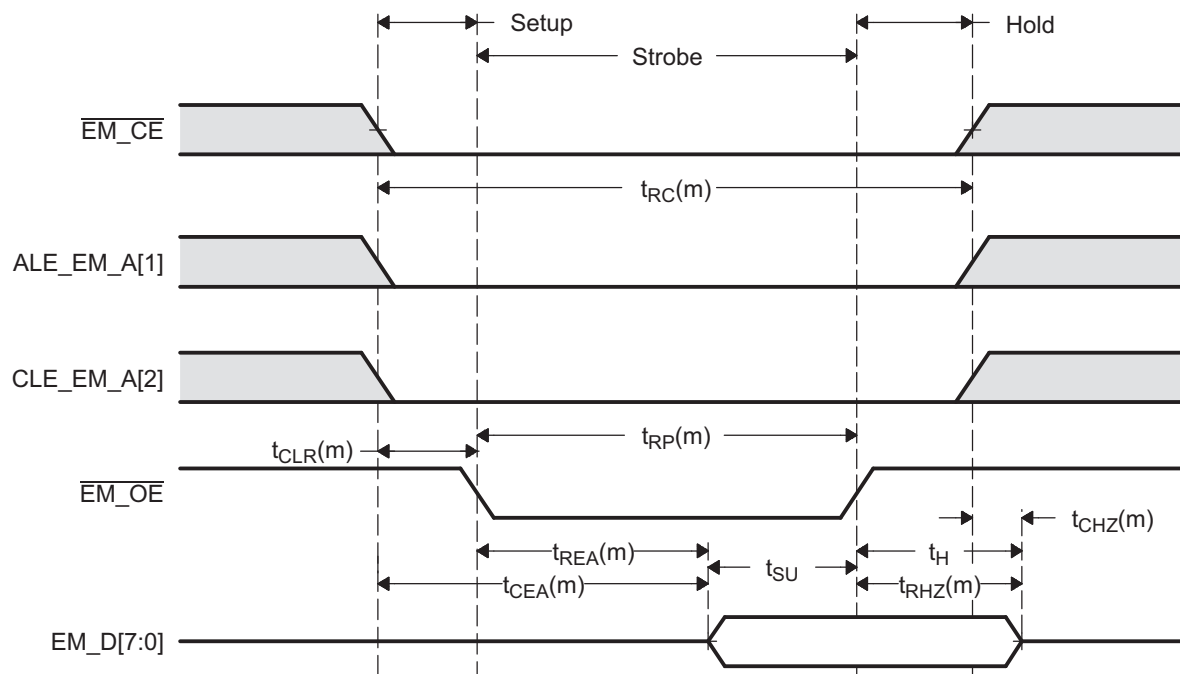 Setup
Hold
Strobe
EM_CE
tRC(m)
ALE_EM_A[1]
CLE_EM_A[2]
tCLR(m)
tRP(m)
EM_OE
tCHZ(m)
tREA(m)
tH
tSU
tCEA(m)
tRHZ(m)
EM_D[7:0]